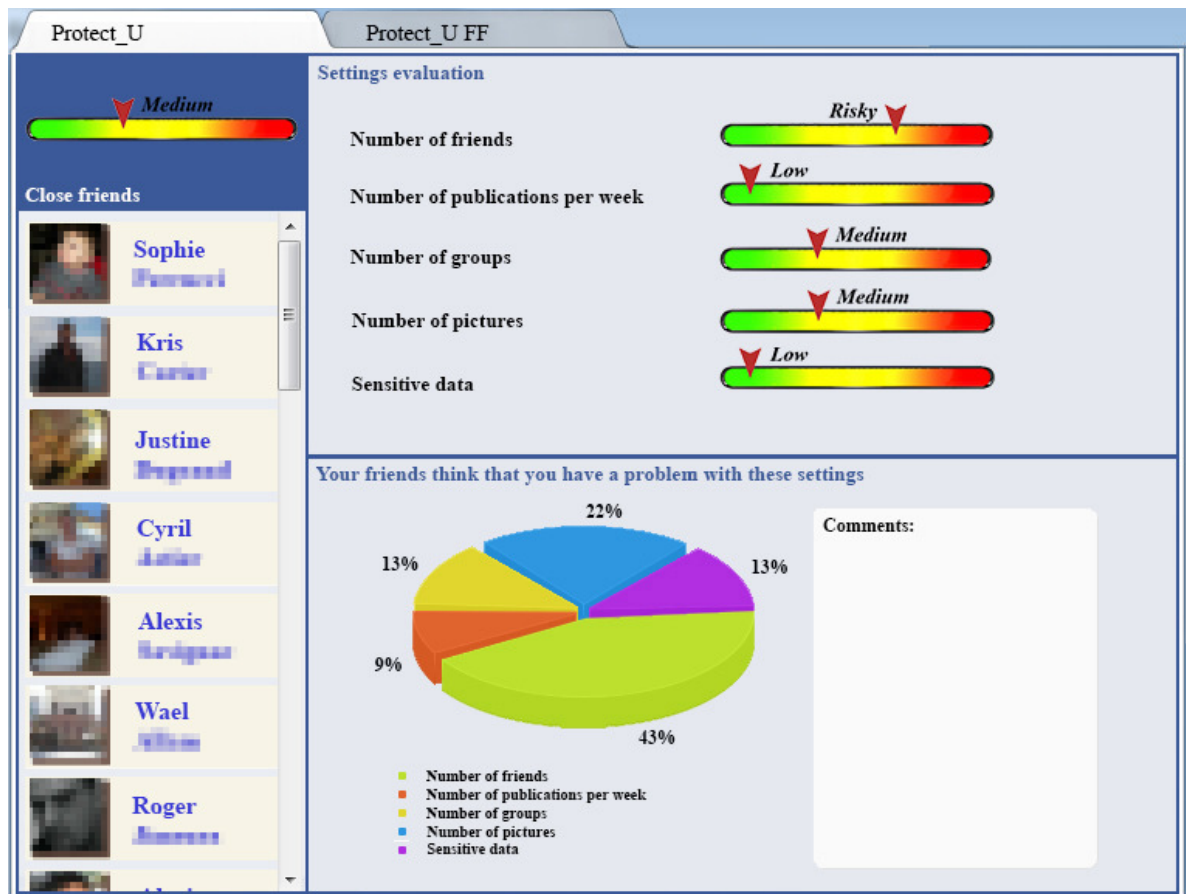 Protect_U
Protect_U FF
Medium
Close friends
Sophie
Kris
Justine
Cyril
Alexis
Wael
Roger
Settings evaluation
Number of friends
Risky
Number of publications per week
Low
Number of groups
Medium
Number of pictures
Medium
Sensitive data
Low
Your friends think that you have a problem with these settings
22%
13%
13%
9%
43%
Number of friends
Number of publications per week
Number of groups
Number of pictures
Sensitive data
Comments: